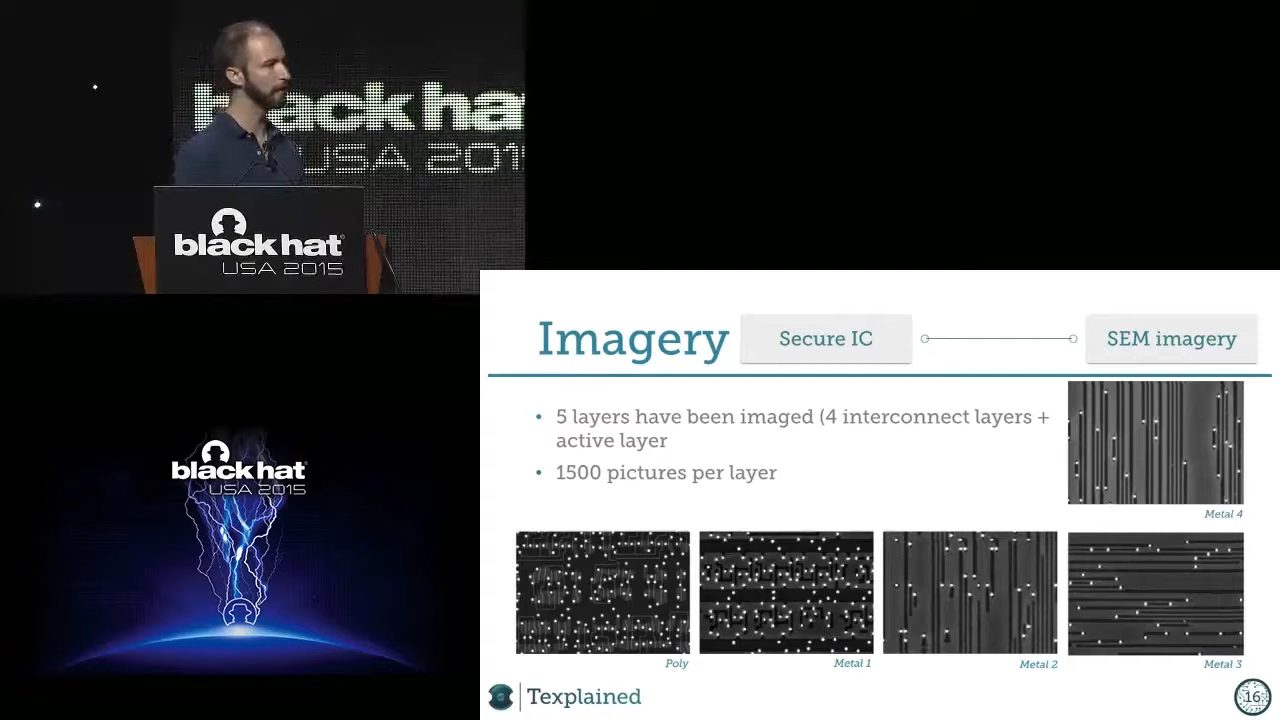 black ha
USA 201
black hat
USA 2015
Imagery
Secure IC
SEM imagery
• 5 layers have been imaged (4 interconnect layers +
active layer
• 1500 pictures per layer
Metal 4
Poly
Metal 1
Metal 2
Metal 3
black hat
USA 2015
Texplained
16